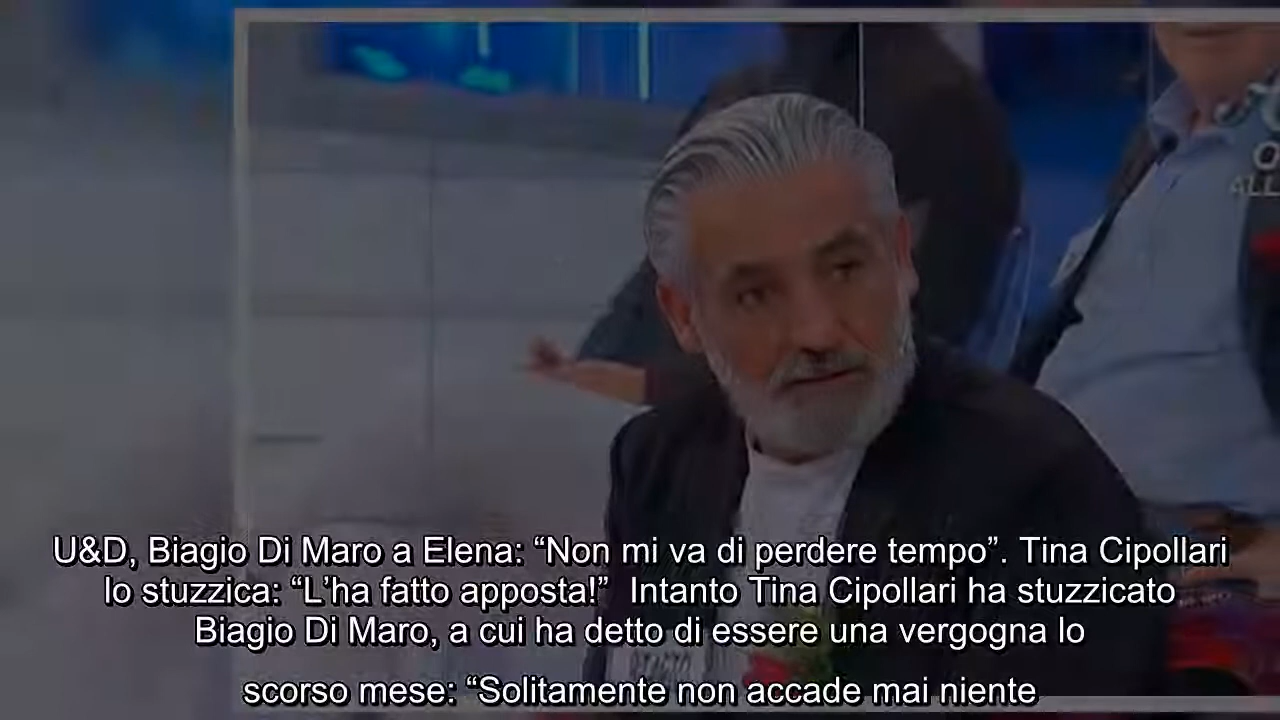 U&D, Biagio Di Maro a Elena: “Non mi va di perdere tempo”. Tina Cipollari
lo stuzzica: “L’ha fatto apposta!”  Intanto Tina Cipollari ha stuzzicato
Biagio Di Maro, a cui ha detto di essere una vergogna lo
scorso mese: “Solitamente non accade mai niente